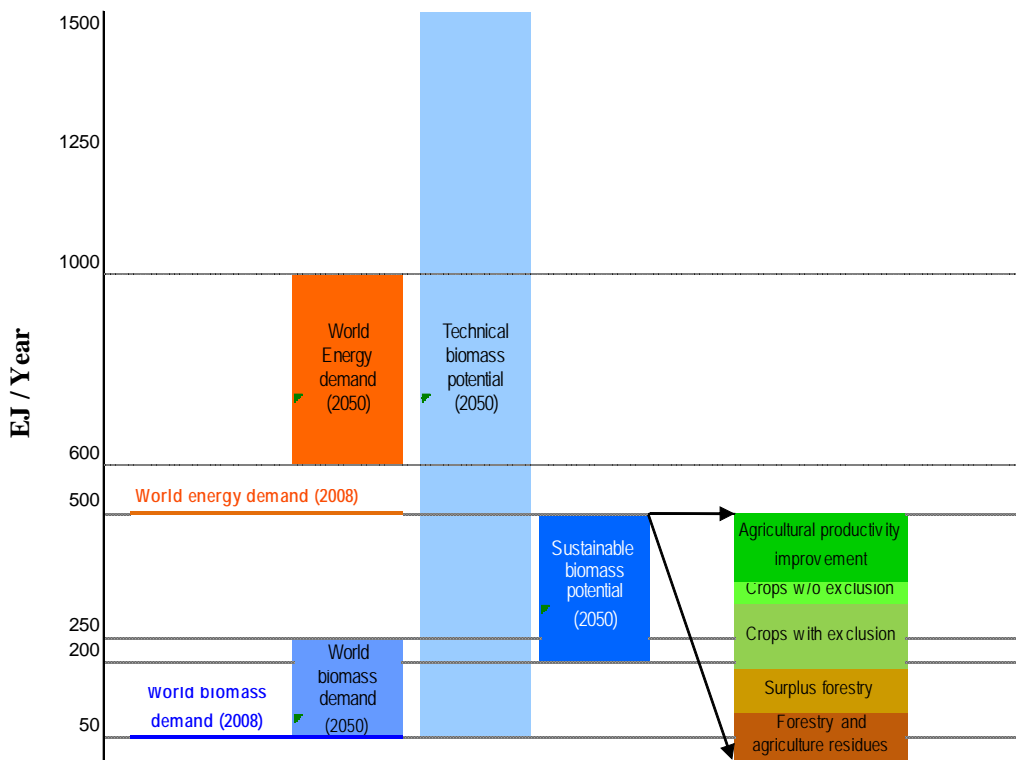 1500
1250
1000
EJ / Year
World
Energy
demand
(2050)
Technical
biomass
potential
(2050)
600
500
World energy demand (2008)
Sustainable
biomass
potential
(2050)
Agricultural productivity
improvement
Crops w/o exclusion
Crops with exclusion
Surplus forestry
Forestry and
agriculture residues
250
200
World
biomass
demand
(2050)
World biomass
demand (2008)
50